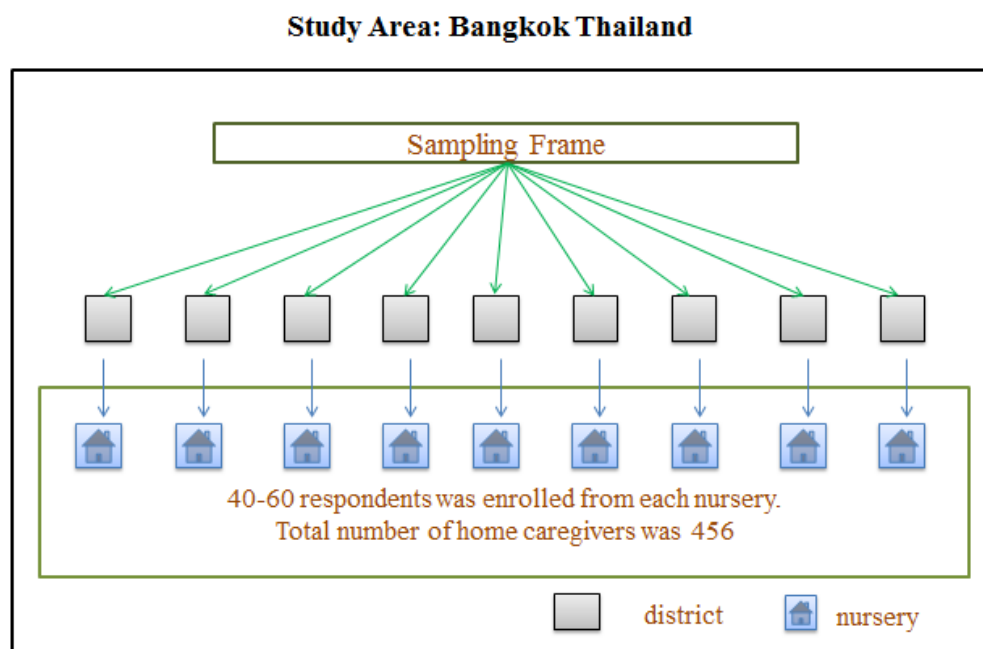 Study Area: Bangkok Thailand
Sampling Frame
40-60 respondents was enrolled from each nursery.
Total number of home caregivers was 456
district
nursery